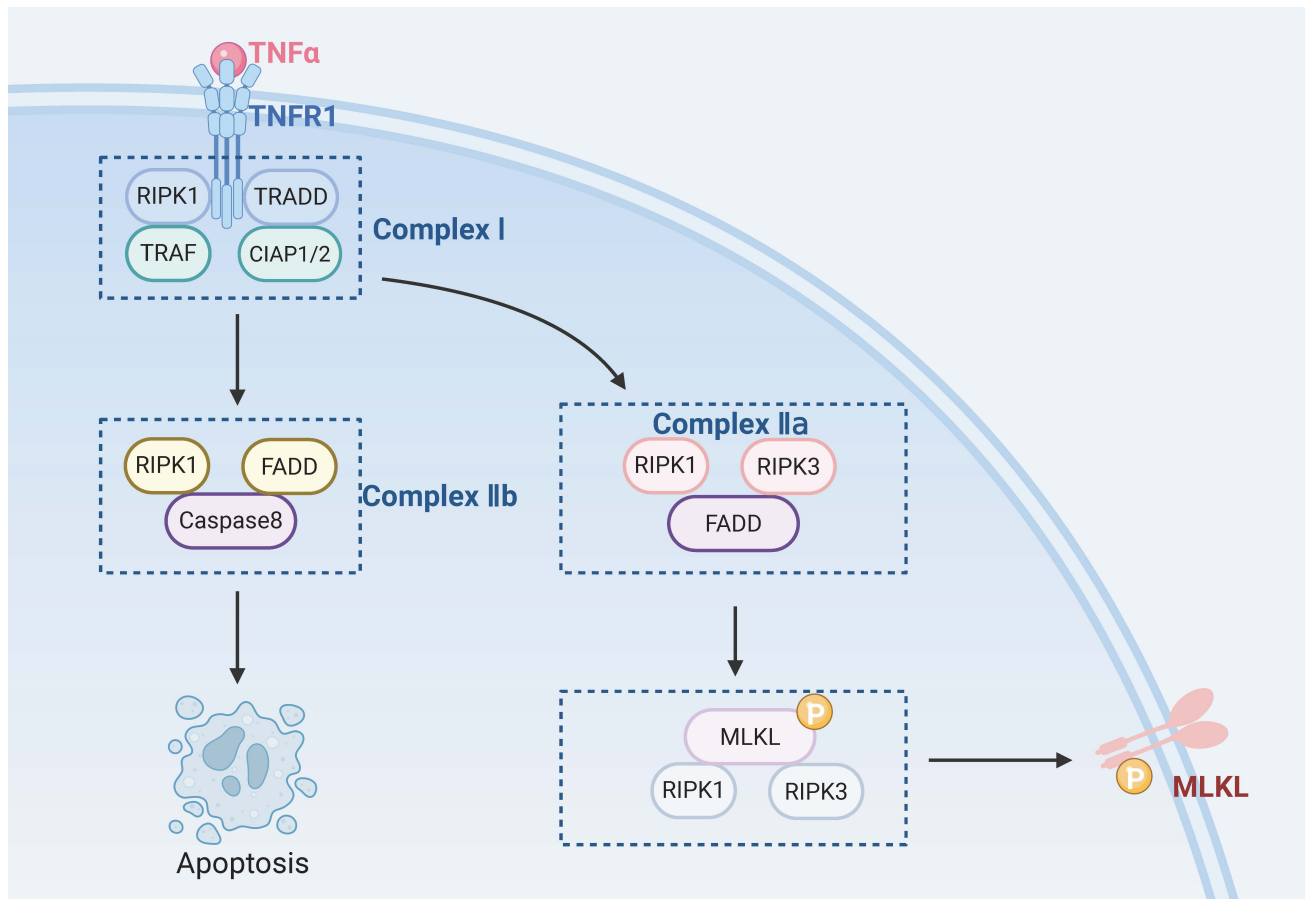 TNFα
TNFR1
RIPK1
TRADD
TRAF
CIAP1/2
Complex Ⅰ
Complex Ⅱa
RIPK1
FADD
Caspase8
Complex Ⅱb
RIPK1
RIPK3
FADD
P
MLKL
RIPK1
RIPK3
P
MLKL
Apoptosis